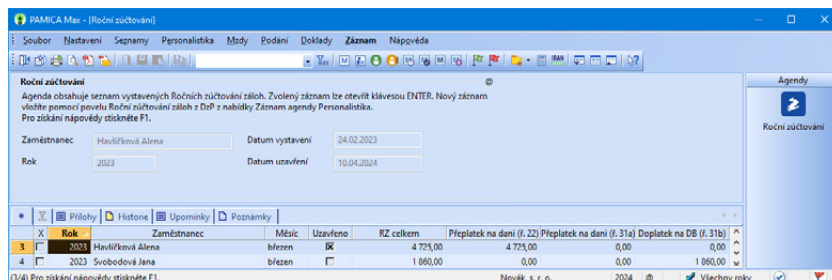 PAMICA Max - [Roční zúčtování]
Soubor Nastavení Seznamy Personalistika Mzdy Podání Doklady Záznam Nápověda
Roční zúčtování @
Agenda obsahuje seznam vystavených Ročních zúčtování záloh. Zvolený záznam lze otevřít klávesou ENTER. Nový záznam
vložíte pomocí povelu Roční zúčtování záloh z DzP z nabídky Záznam agendy Personalistika.
Pro získání nápovědy stiskněte F1.
Agendy
Roční zúčtování
Zaměstnanec Havlíčková Alena Datum vystavení 24.02.2023
Rok 2023 Datum uzavření 10.04.2024
* Přílohy Historie Upomínky Poznámky
X Rok Zaměstnanec Měsíc Uzavřeno RZ celkem Přeplatek na dani (ř. 22) Přeplatek na dani (ř. 31a) Doplatek na DB (ř. 31b)
3 2023 Havlíčková Alena březen 4 725,00 4 725,00 0,00 0,00
4 2023 Svobodová Jana březen 1 860,00 0,00 0,00 1 860,00
(3/4) Pro získání nápovědy stiskněte F1. Novák, s. r. o. 2024 @ Všechny roky